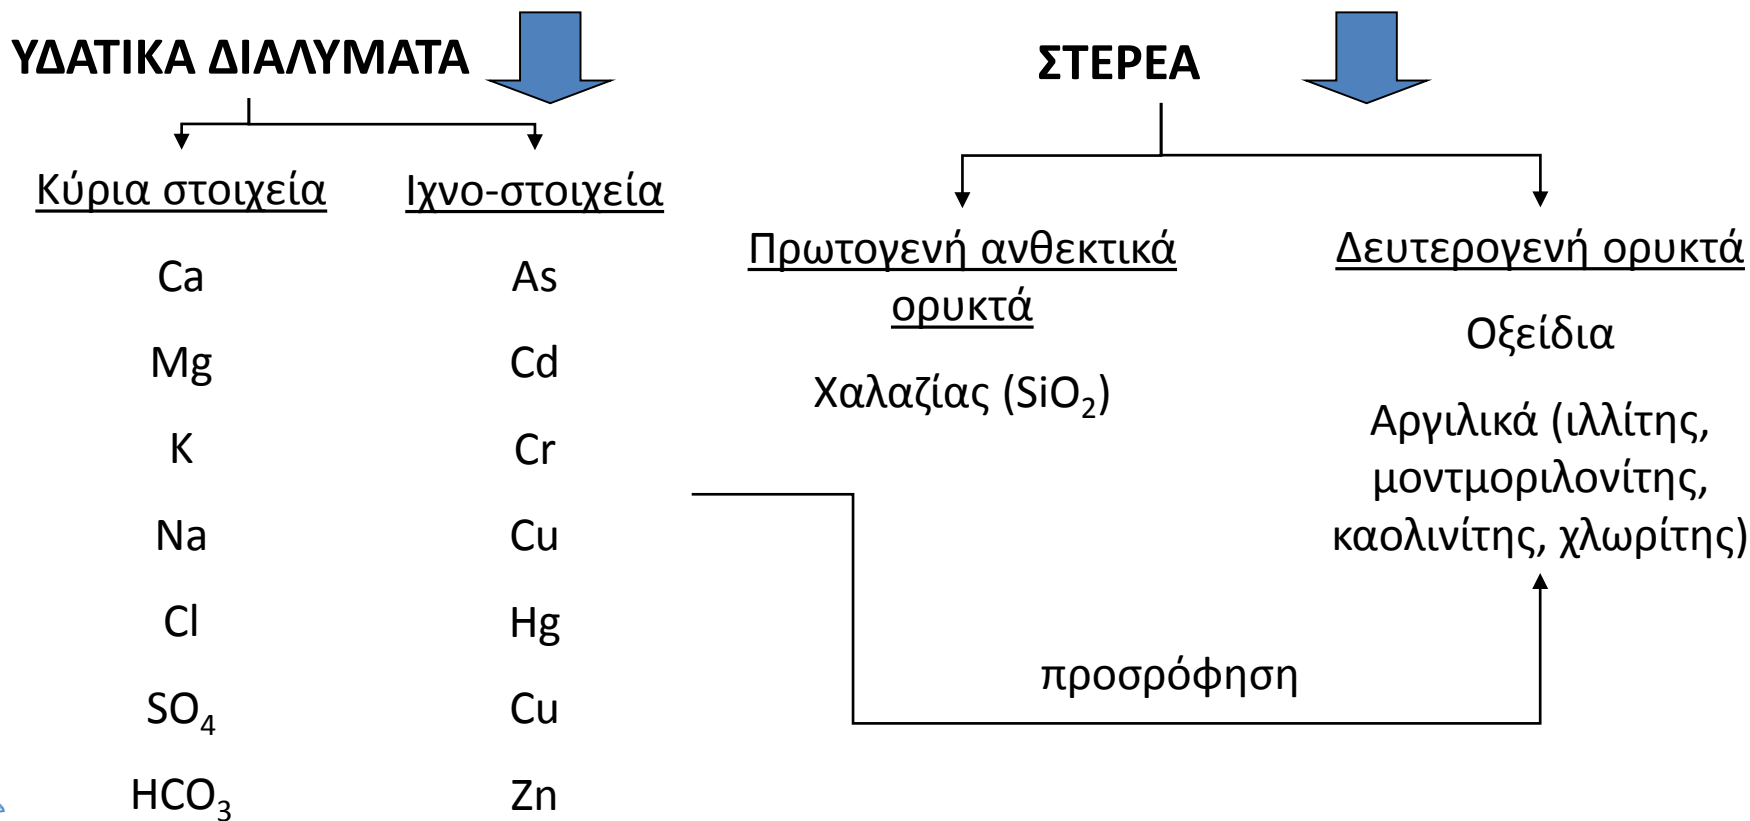 ΥΔΑΤΙΚΑ ΔΙΑΛΥΜΑΤΑ
Κύρια στοιχεία
Ca
Mg
K
Na
Cl
SO₄
HCO₃
Ιχνο-στοιχεία
As
Cd
Cr
Cu
Hg
Cu
Zn
ΣΤΕΡΕΑ
Πρωτογενή ανθεκτικά
ορυκτά
Χαλαζίας (SiO₂)
Δευτερογενή ορυκτά
Οξείδια
Αργιλικά (ιλλίτης,
μοντμοριλονίτης,
καολινίτης, χλωρίτης)
προσρόφηση